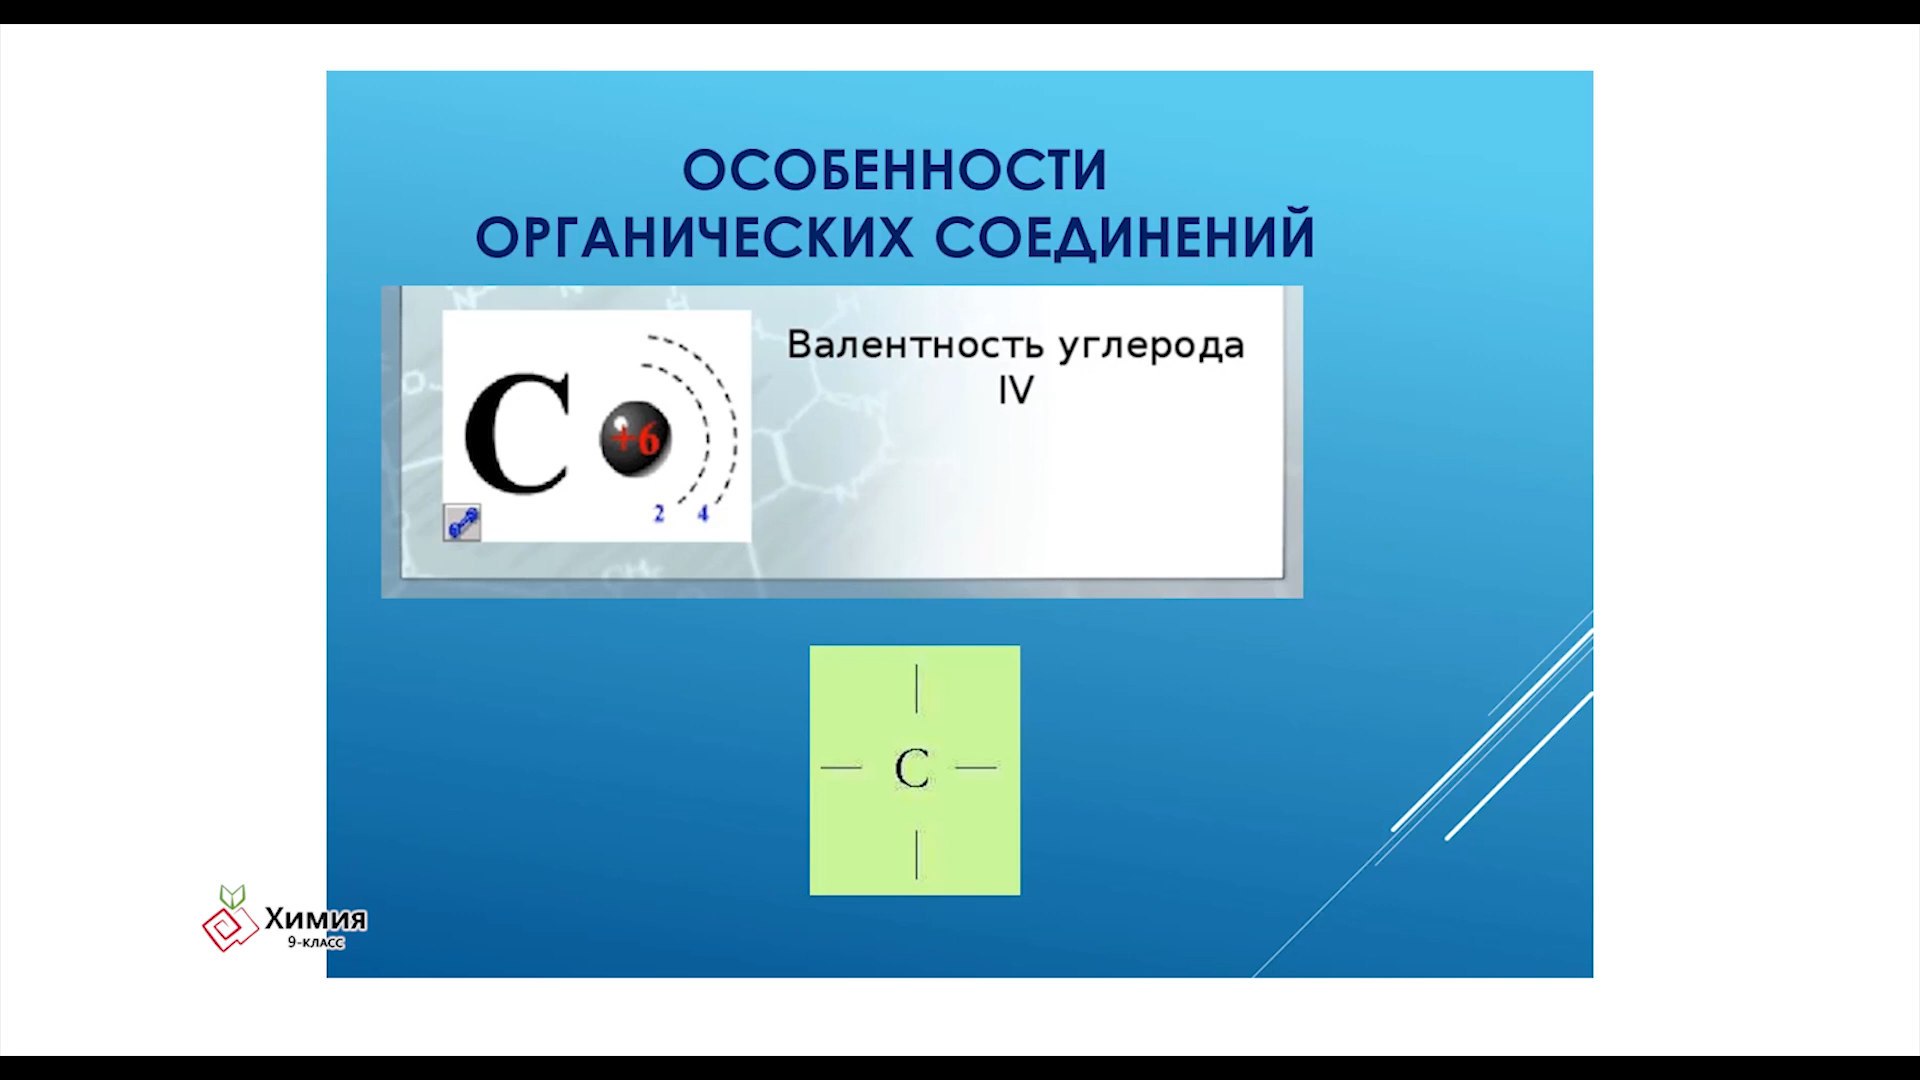 ОСОБЕННОСТИ
ОРГАНИЧЕСКИХ СОЕДИНЕНИЙ
Валентность углерода
IV
C +6
2 4
C
Химия
9-класс